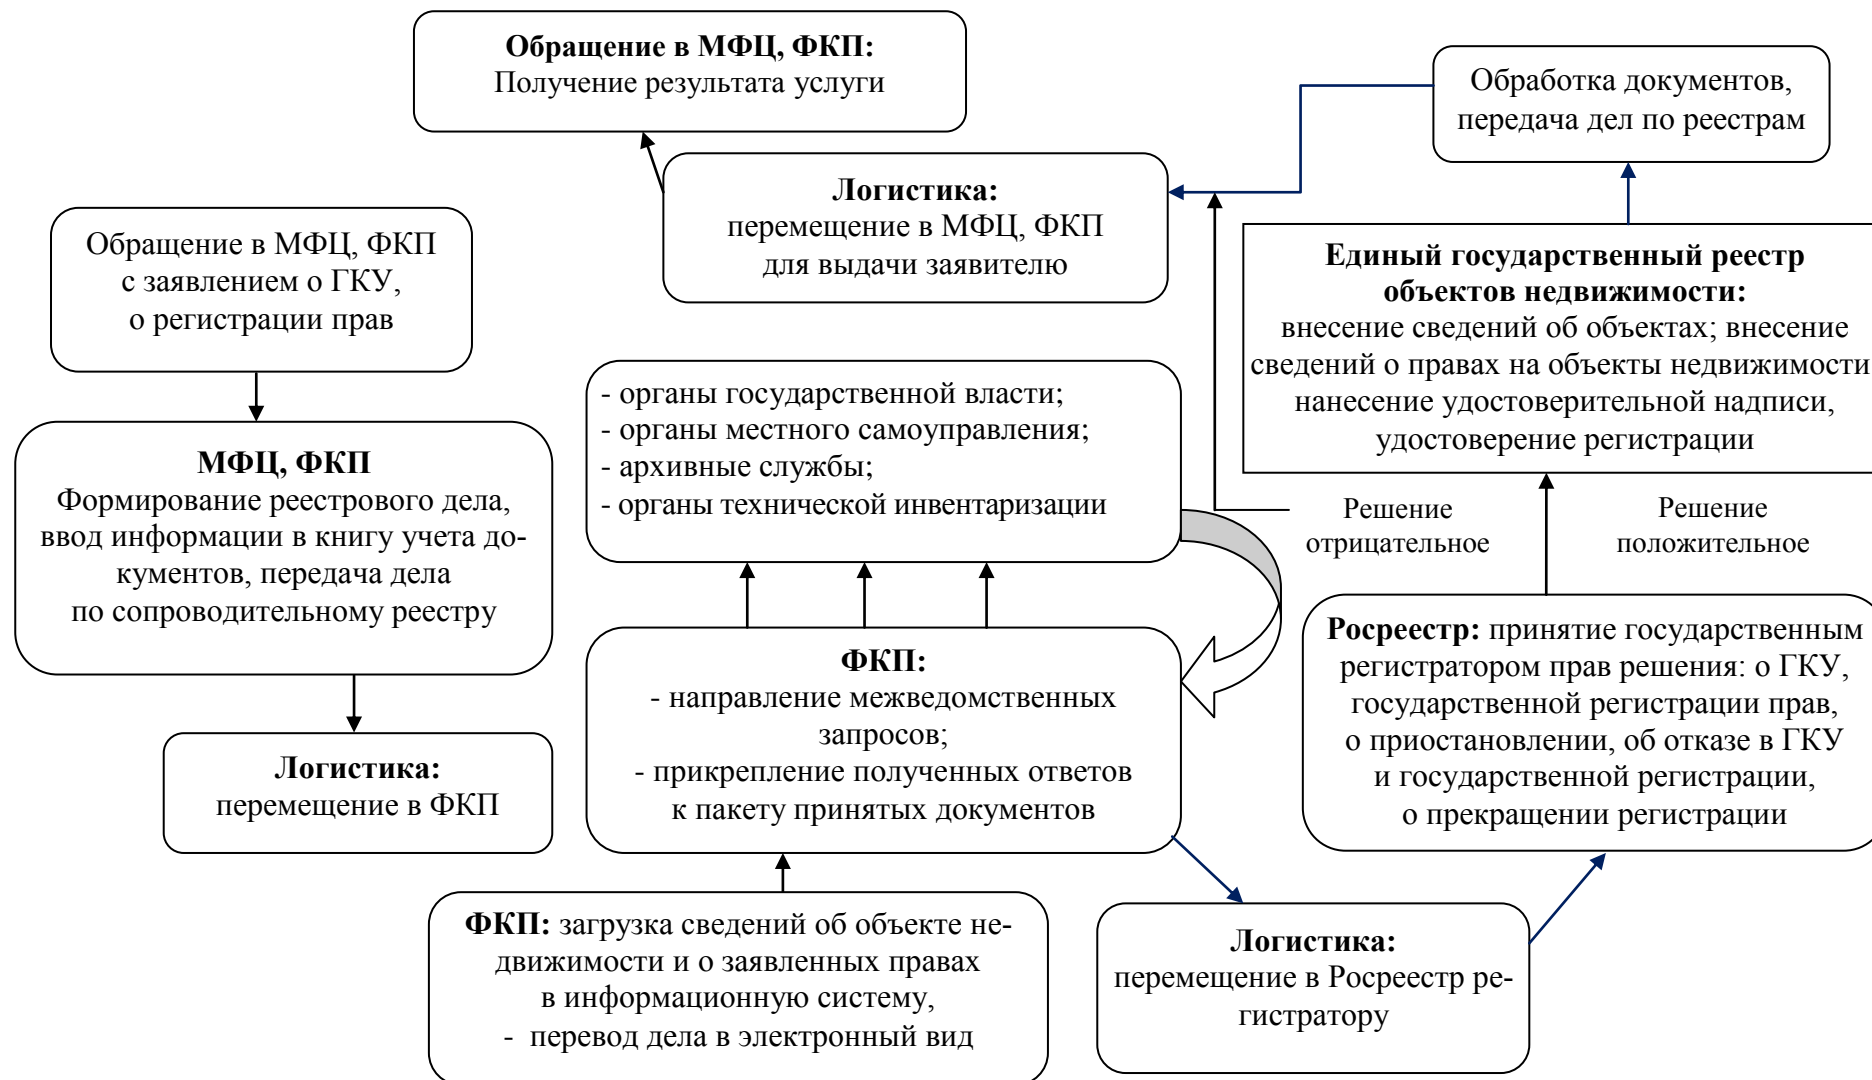 Обращение в МФЦ, ФКП:
Получение результата услуги
Обработка документов,
передача дел по реестрам
Логистика:
перемещение в МФЦ, ФКП
для выдачи заявителю
Обращение в МФЦ, ФКП
с заявлением о ГКУ,
о регистрации прав
Единый государственный реестр
объектов недвижимости:
внесение сведений об объектах; внесение
сведений о правах на объекты недвижимости
нанесение удостоверительной надписи,
удостоверение регистрации
- органы государственной власти;
- органы местного самоуправления;
- архивные службы;
- органы технической инвентаризации
МФЦ, ФКП
Формирование реестрового дела,
ввод информации в книгу учета до-
кументов, передача дела
по сопроводительному реестру
Решение
отрицательное
Решение
положительное
ФКП:
- направление межведомственных
запросов;
- прикрепление полученных ответов
к пакету принятых документов
Росреестр: принятие государственным
регистратором прав решения: о ГКУ,
государственной регистрации прав,
о приостановлении, об отказе в ГКУ
и государственной регистрации,
о прекращении регистрации
Логистика:
перемещение в ФКП
ФКП: загрузка сведений об объекте не-
движимости и о заявленных правах
в информационную систему,
- перевод дела в электронный вид
Логистика:
перемещение в Росреестр ре-
гистратору